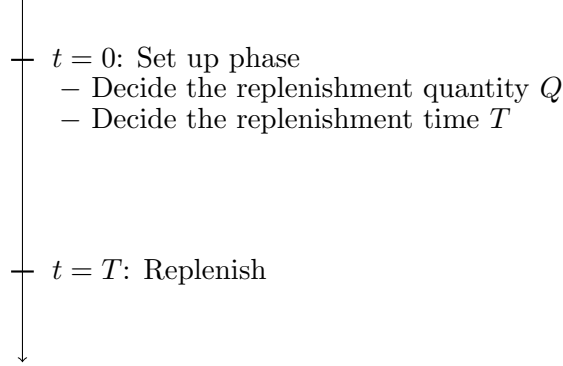 t = 0: Set up phase
− Decide the replenishment quantity Q
− Decide the replenishment time T
t = T: Replenish